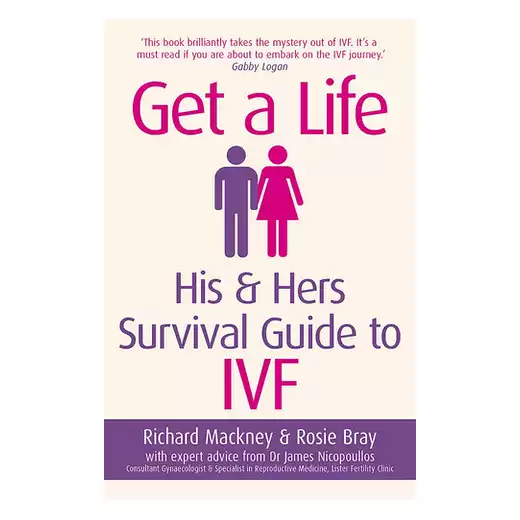 ‘This book brilliantly takes the mystery out of IVF. It’s a
must read if you are about to embark on the IVF journey.’
Gabby Logan
Get a Life
His & Hers
Survival Guide to
IVF
Richard Mackney & Rosie Bray
with expert advice from Dr James Nicopoullos
Consultant Gynaecologist & Specialist in Reproductive Medicine, Lister Fertility Clinic